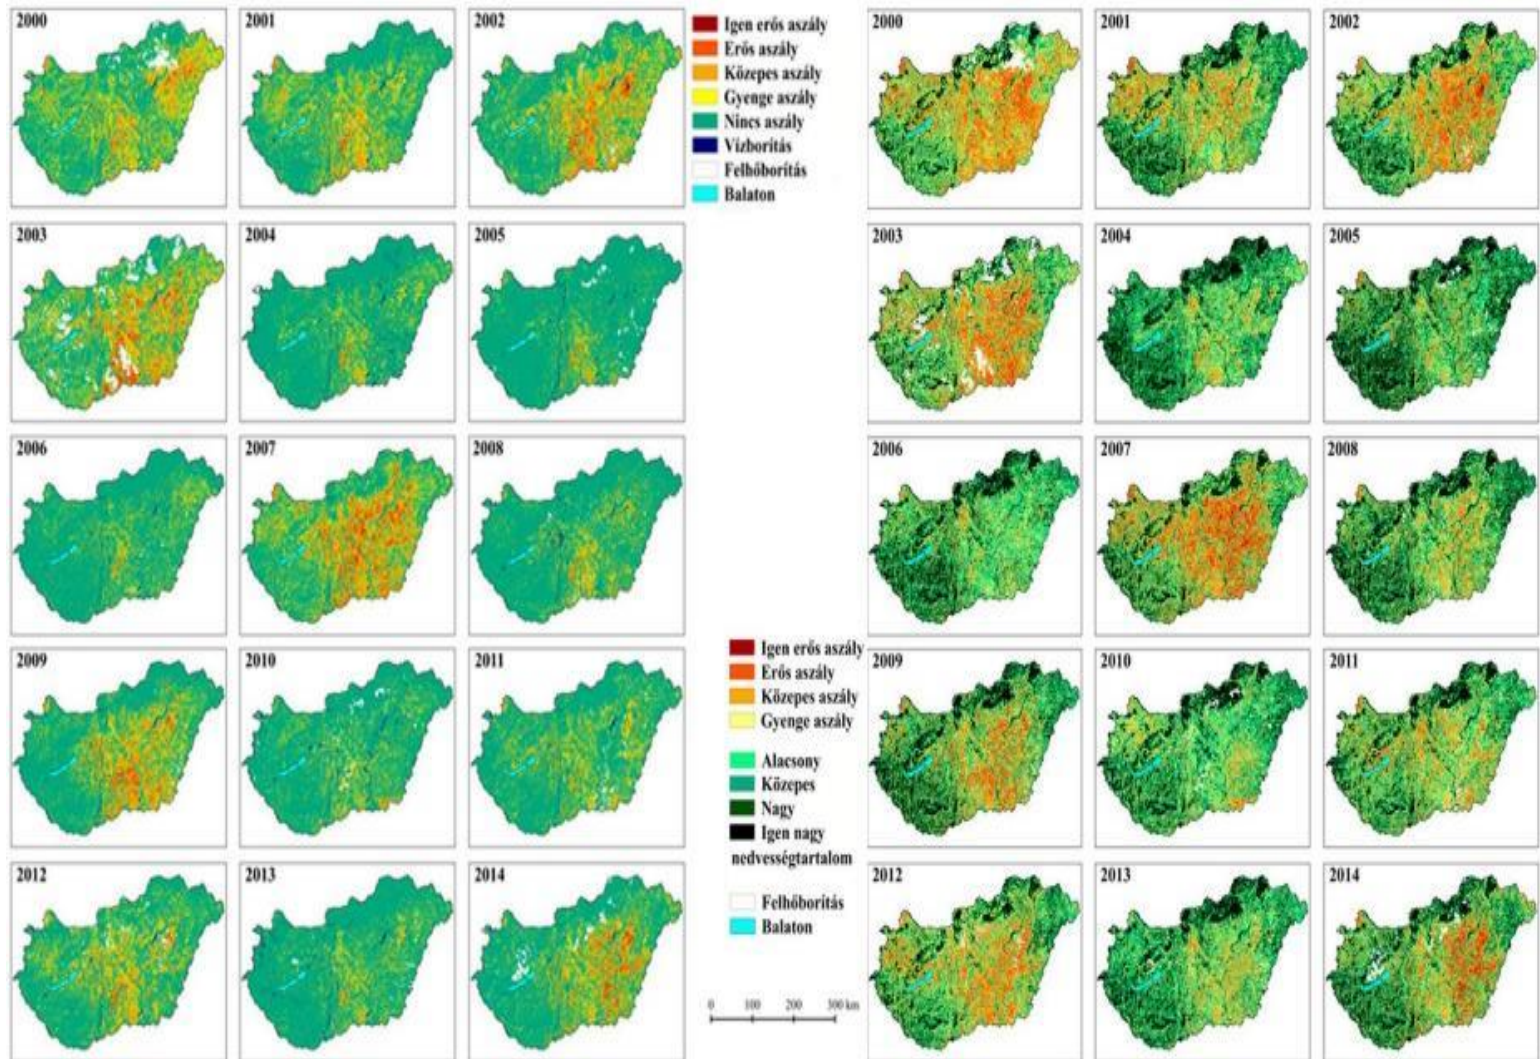 2000
2001
2002
Igen erős aszály
Erős aszály
Közepes aszály
Gyenge aszály
Nincs aszály
Vízborítás
Felhőborítás
Balaton
2000
2001
2002
2003
2004
2005
2003
2004
2005
2006
2007
2008
2006
2007
2008
2009
2010
2011
Igen erős aszály
Erős aszály
Közepes aszály
Gyenge aszály
Alacsony
Közepes
Nagy
Igen nagy
nedvességtartalom
Felhőborítás
Balaton
2009
2010
2011
2012
2013
2014
0 100 200 300 km
2012
2013
2014